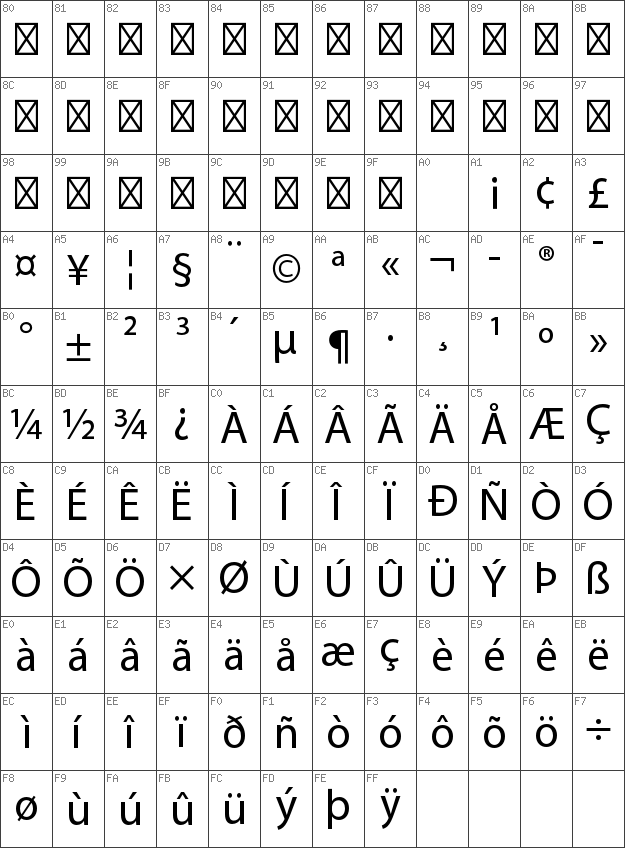 80 81 82 83 84 85 86 87 88 89 8A 8B
8C 8D 8E 8F 90 91 92 93 94 95 96 97
98 99 9A 9B 9C 9D 9E 9F A0 A1 A2 A3
¡ ¢ £
A4 A5 A6 A7 A8 A9 AA AB AC AD AE AF
¤ ¥ ¦ § ¨ © ª « ¬ - ® ¯
B0 B1 B2 B3 B4 B5 B6 B7 B8 B9 BA BB
° ± ² ³ ´ µ ¶ · ¸ ¹ º »
BC BD BE BF C0 C1 C2 C3 C4 C5 C6 C7
¼ ½ ¾ ¿ À Á Â Ã Ä Å Æ Ç
C8 C9 CA CB CC CD CE CF D0 D1 D2 D3
È É Ê Ë Ì Í Î Ï Ð Ñ Ò Ó
D4 D5 D6 D7 D8 D9 DA DB DC DD DE DF
Ô Õ Ö × Ø Ù Ú Û Ü Ý Þ ß
E0 E1 E2 E3 E4 E5 E6 E7 E8 E9 EA EB
à á â ã ä å æ ç è é ê ë
EC ED EE EF F0 F1 F2 F3 F4 F5 F6 F7
ì í î ï ð ñ ò ó ô õ ö ÷
F8 F9 FA FB FC FD FE FF
ø ù ú û ü ý þ ÿ